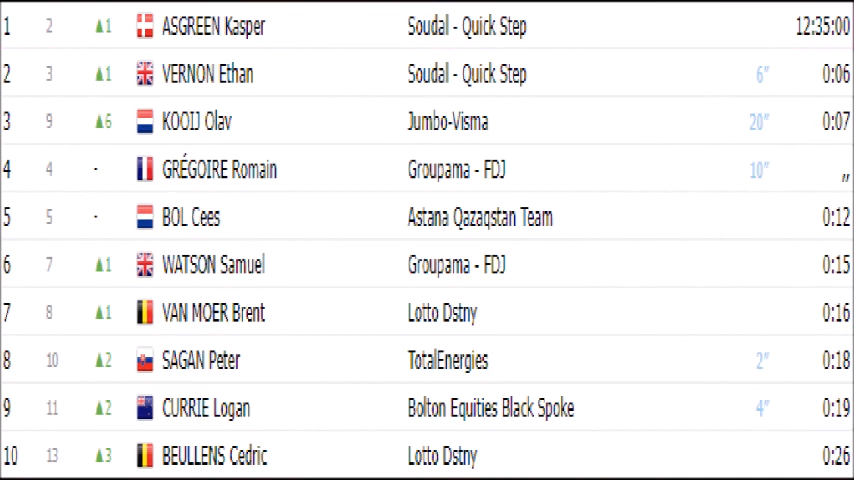 1 2 ▲1 ASGREEN Kasper Soudal - Quick Step 12:35:00
2 3 ▲1 VERNON Ethan Soudal - Quick Step 6″ 0:06
3 9 ▲6 KOOIJ Olav Jumbo-Visma 20″ 0:07
4 4 - GRÉGOIRE Romain Groupama - FDJ 10″ ,,
5 5 - BOL Cees Astana Qazaqstan Team 0:12
6 7 ▲1 WATSON Samuel Groupama - FDJ 0:15
7 8 ▲1 VAN MOER Brent Lotto Dstny 0:16
8 10 ▲2 SAGAN Peter TotalEnergies 2″ 0:18
9 11 ▲2 CURRIE Logan Bolton Equities Black Spoke 4″ 0:19
10 13 ▲3 BEULLENS Cedric Lotto Dstny 0:26